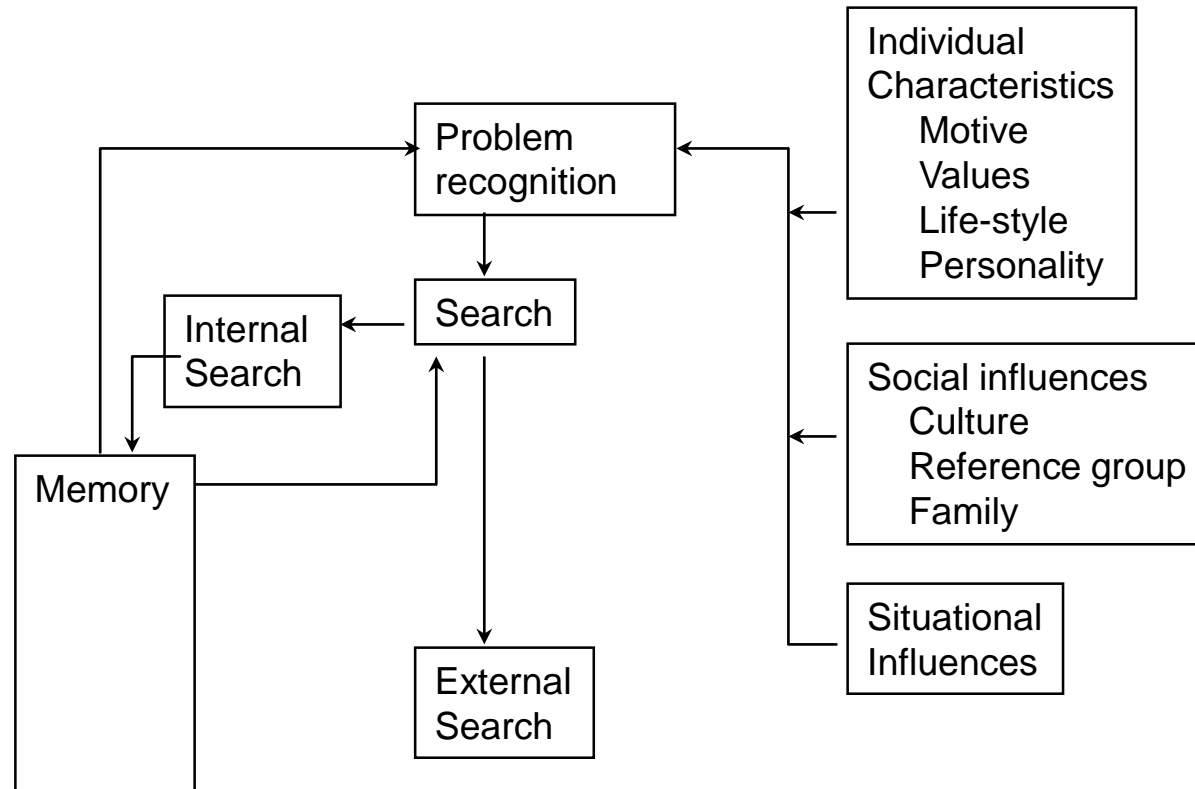 Problem
recognition
Search
Internal
Search
Memory
External
Search
Individual
Characteristics
Motive
Values
Life-style
Personality
Social influences
Culture
Reference group
Family
Situational
Influences